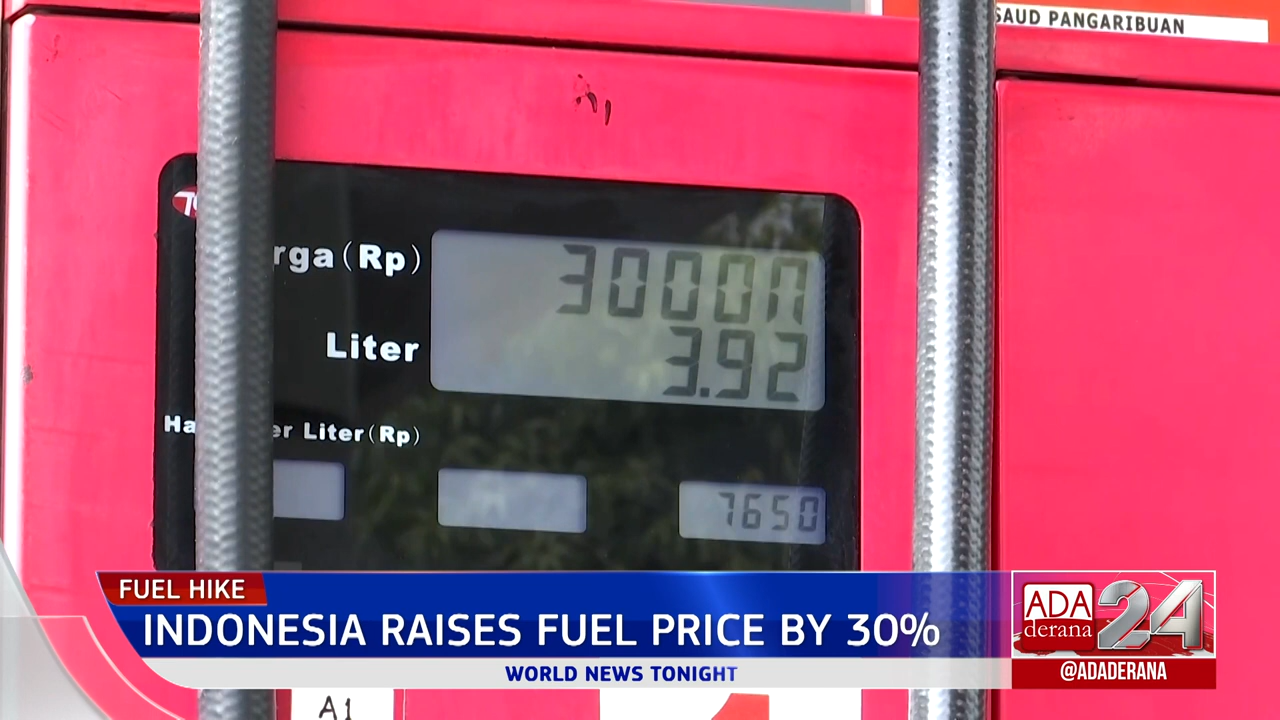 SAUD PANGARIBUAN
rga (Rp) 30000
Liter 3.92
Ha er Liter (Rp)
7650
FUEL HIKE
INDONESIA RAISES FUEL PRICE BY 30%
WORLD NEWS TONIGHT
ADA
derana
24
@ADADERANA
A1